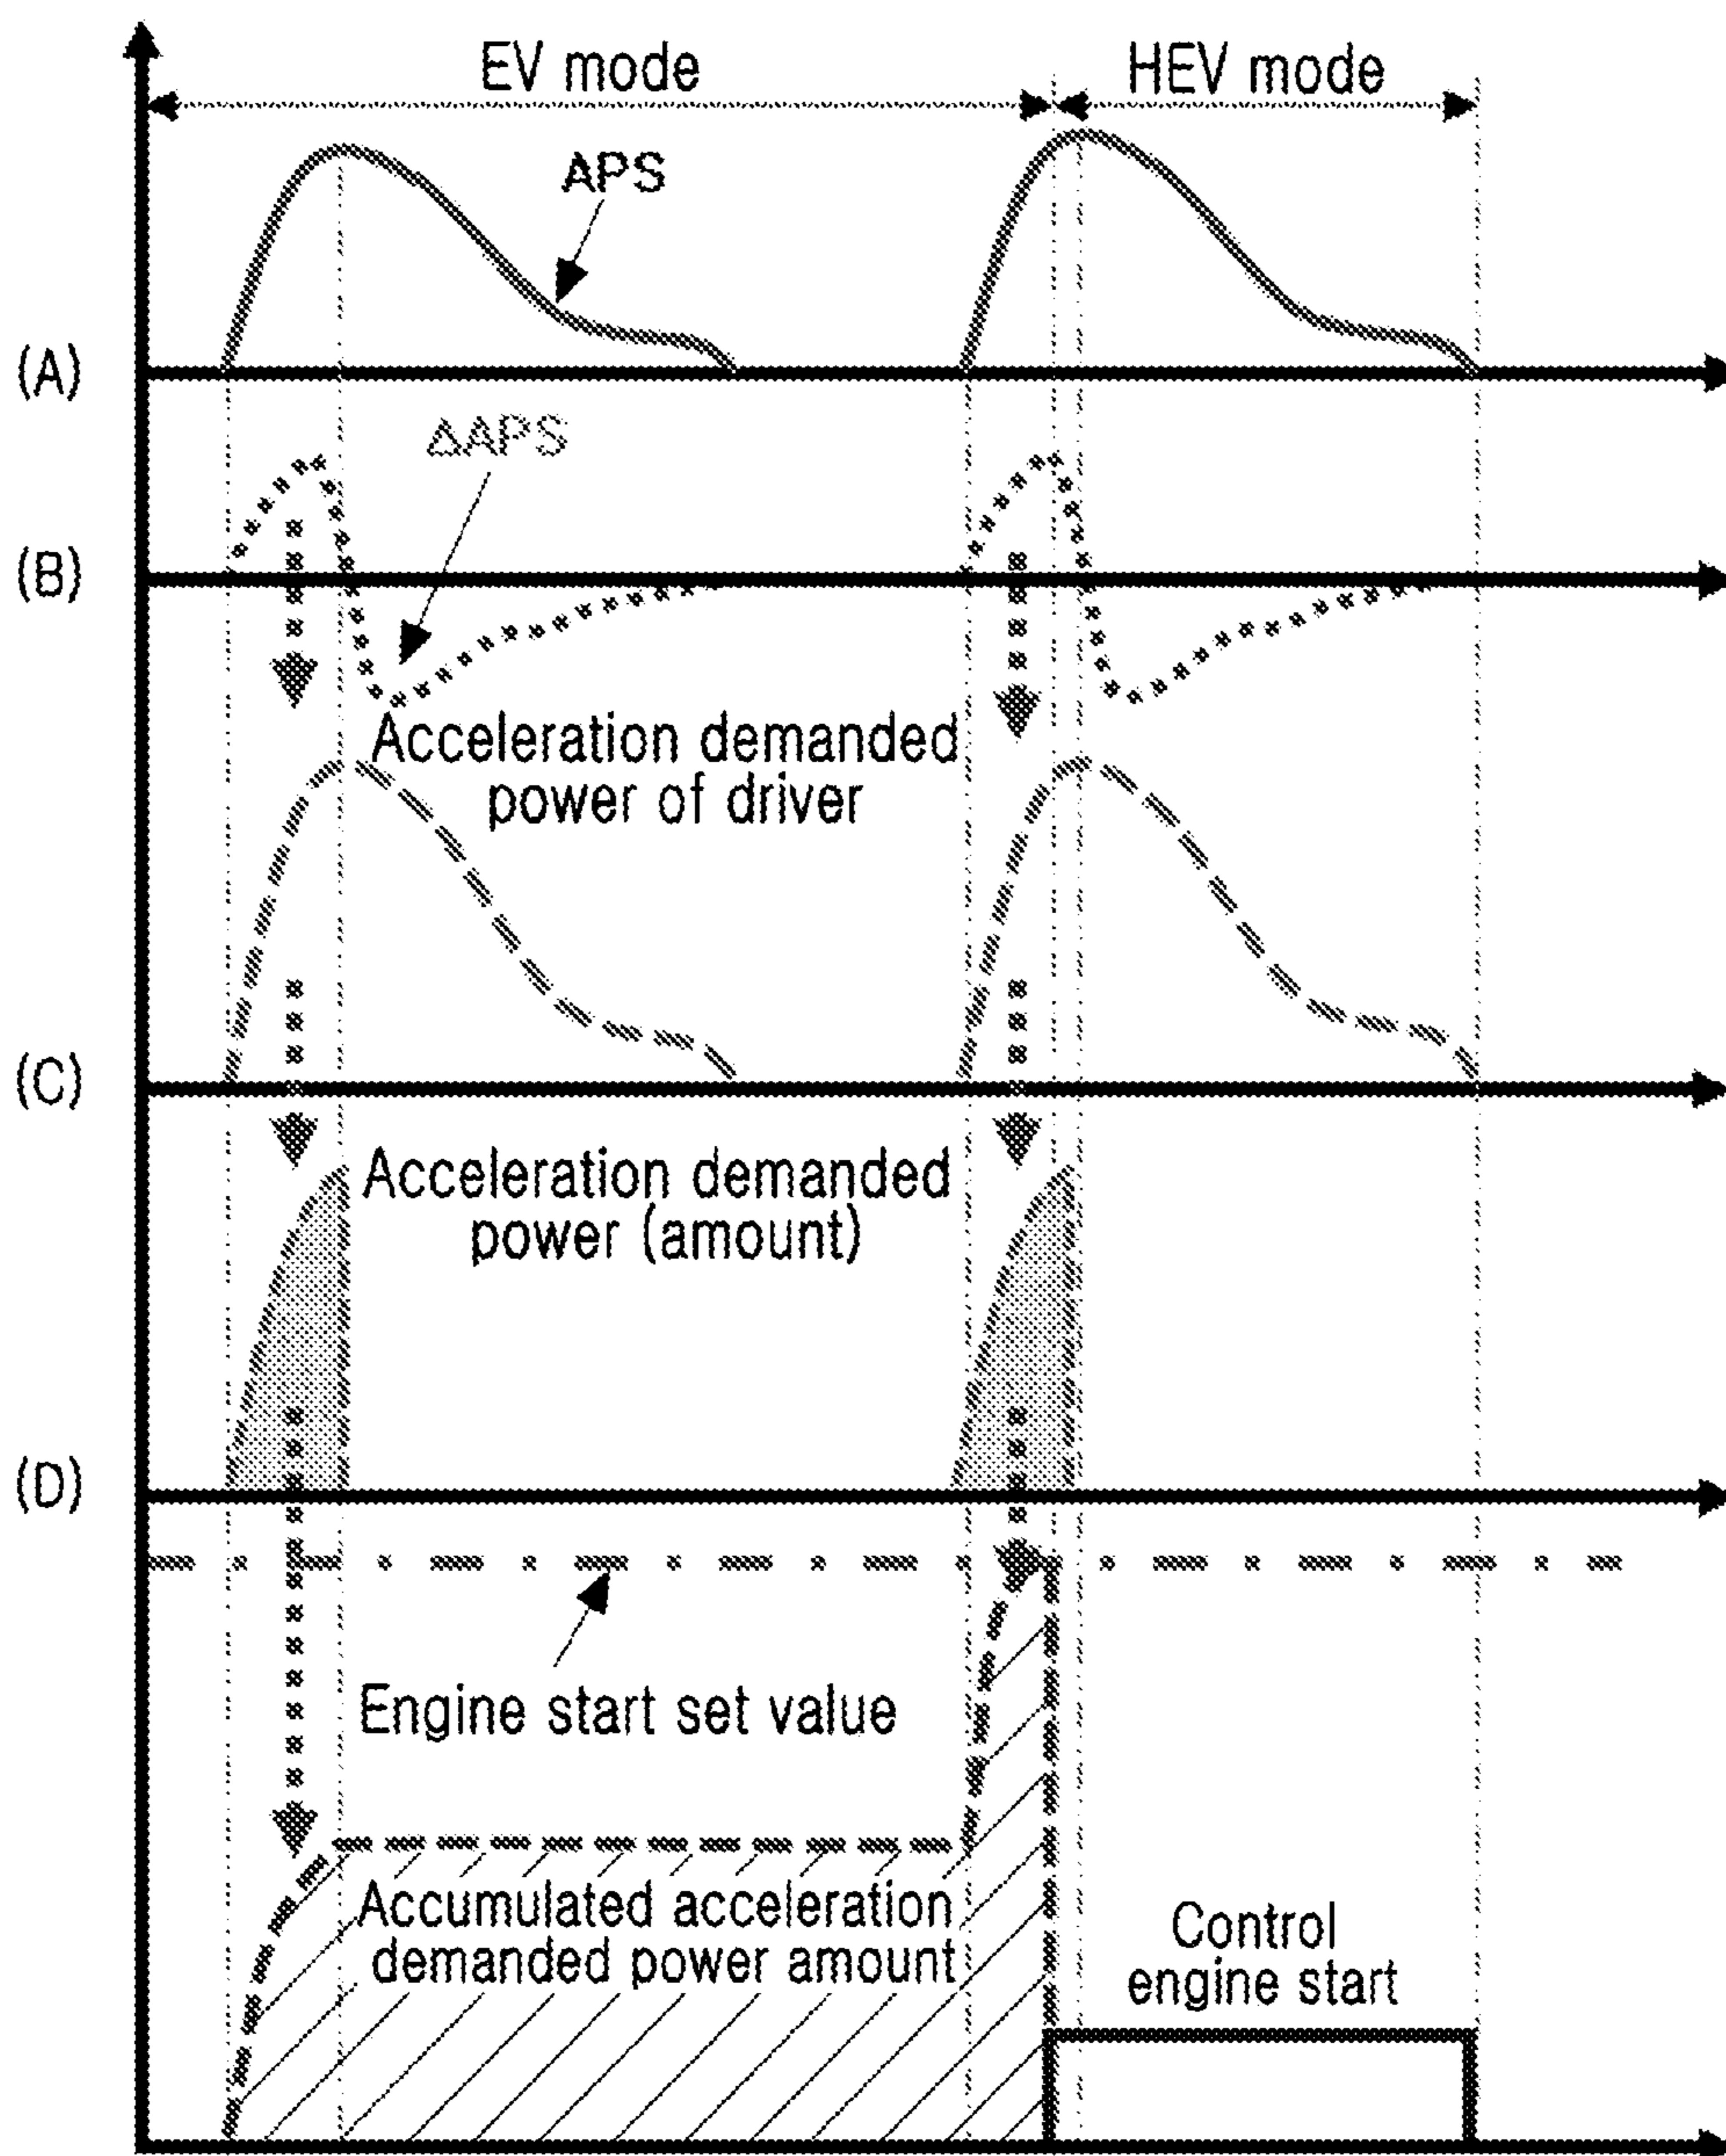 EV mode
HEV mode
APS
(A)
ΔAPS
(B)
Acceleration demanded
power of driver
(C)
Acceleration demanded
power (amount)
(D)
Engine start set value
Accumulated acceleration
demanded power amount
Control
engine start